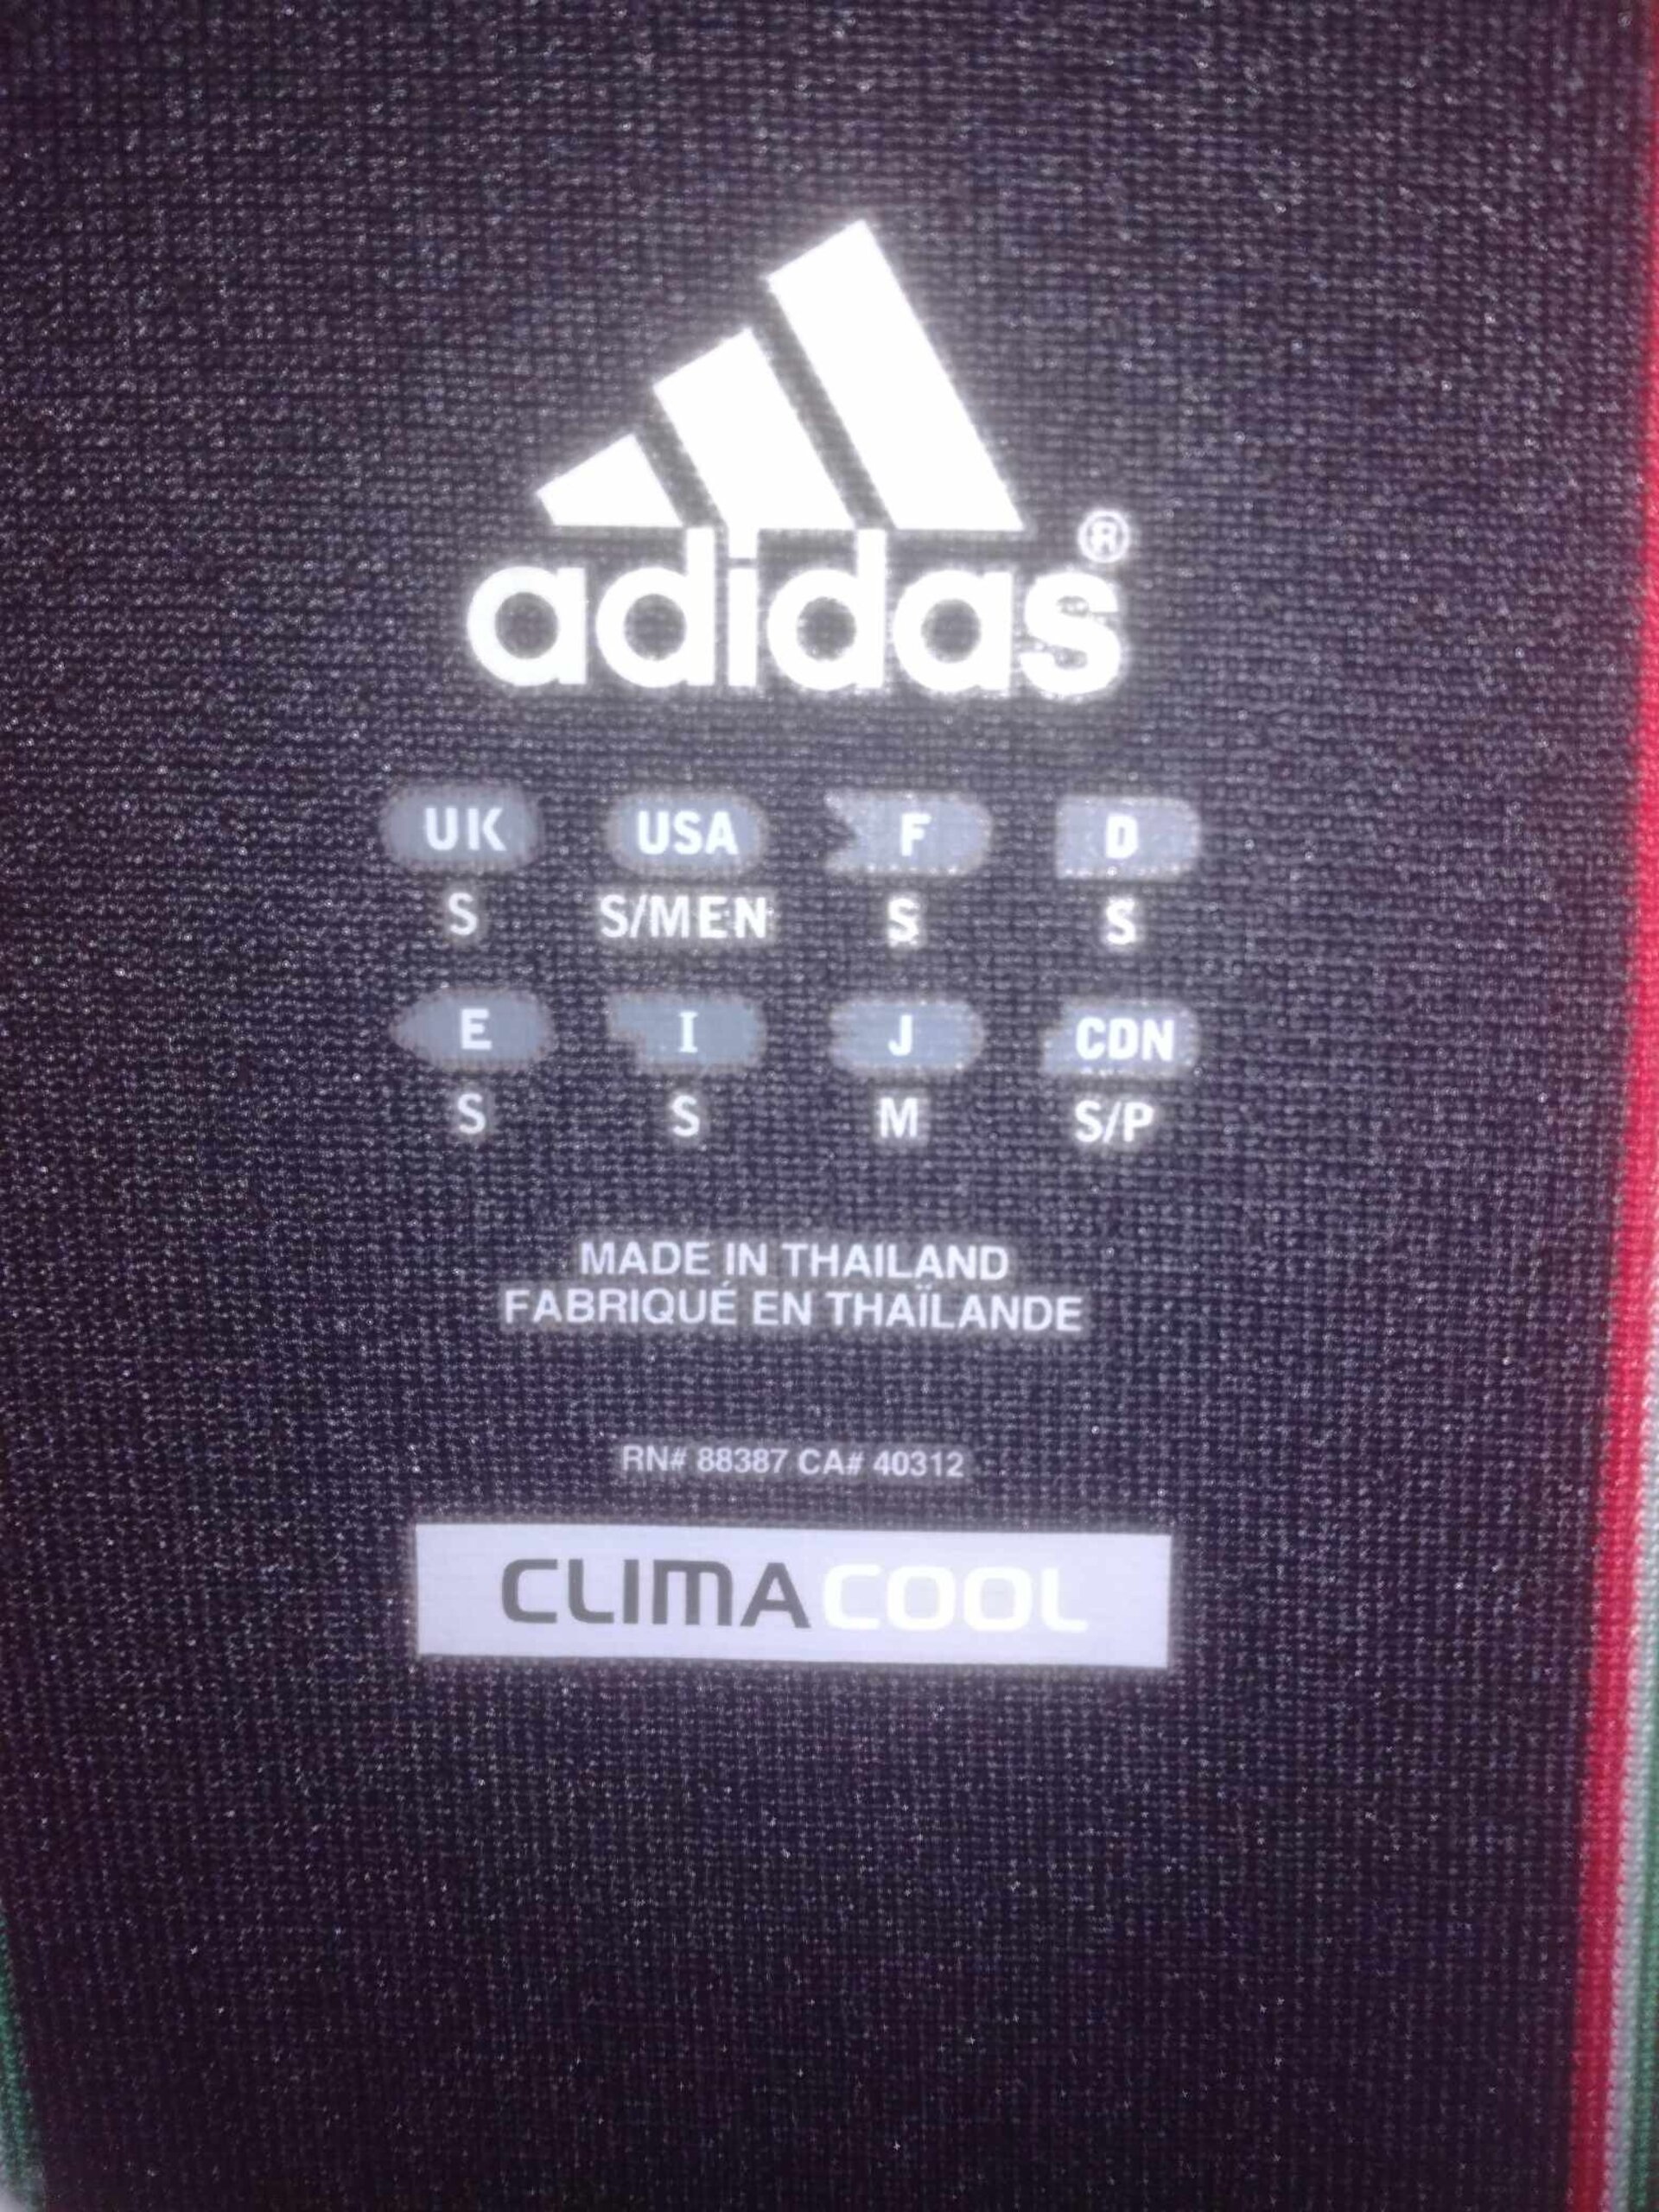 adidas®
UK USA F D
S S/MEN S S
E I J CDN
S S M S/P
MADE IN THAILAND
FABRIQUÉ EN THAÏLANDE
RN# 88387 CA# 40312
CLIMACOOL